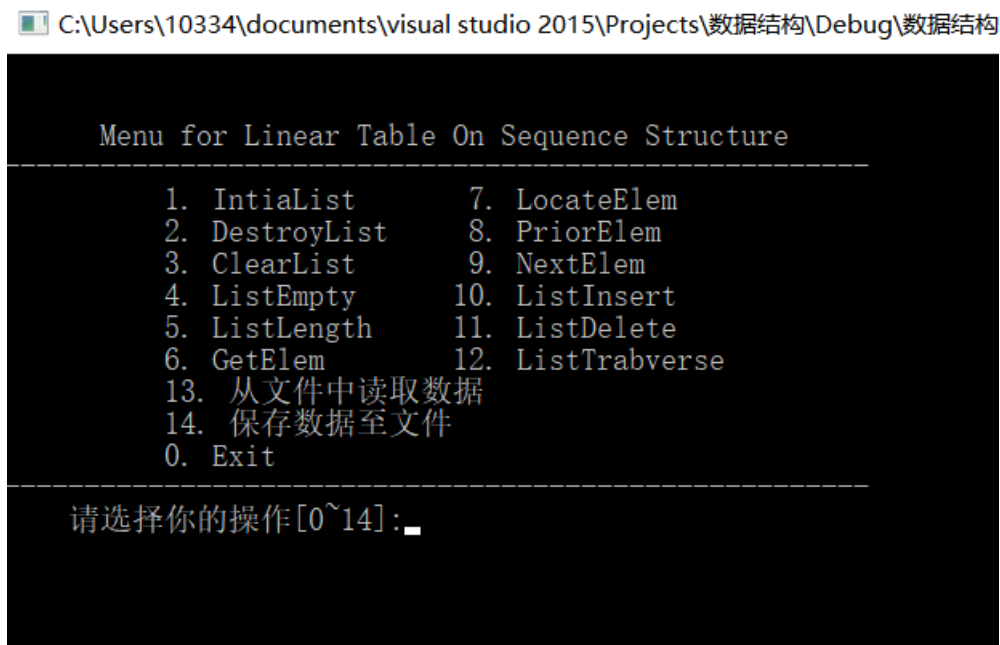 C:\Users\10334\documents\visual studio 2015\Projects\数据结构\Debug\数据结构
Menu for Linear Table On Sequence Structure
-------------------------------------------------
1. IntiaList 7. LocateElem
2. DestroyList 8. PriorElem
3. ClearList 9. NextElem
4. ListEmpty 10. ListInsert
5. ListLength 11. ListDelete
6. GetElem 12. ListTrabverse
13. 从文件中读取数据
14. 保存数据至文件
0. Exit
-------------------------------------------------
请选择你的操作[0~14]: